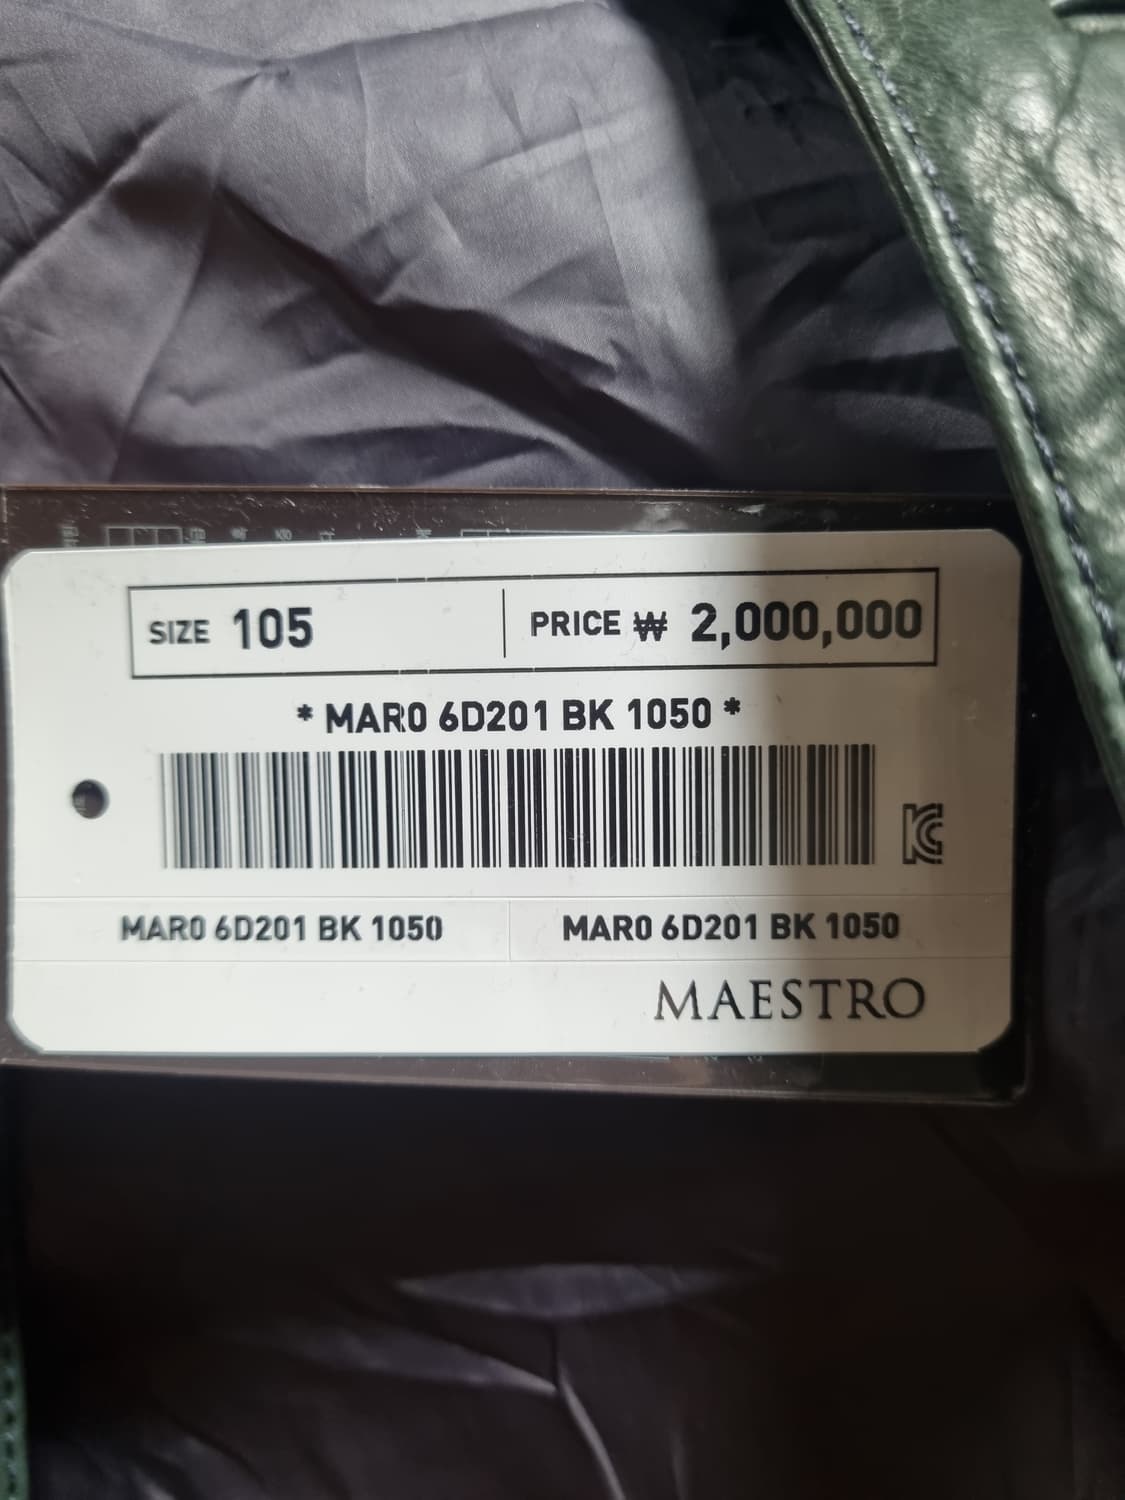 SIZE 105 PRICE ₩ 2,000,000
* MAR0 6D201 BK 1050 *
MAR0 6D201 BK 1050 MAR0 6D201 BK 1050
MAESTRO